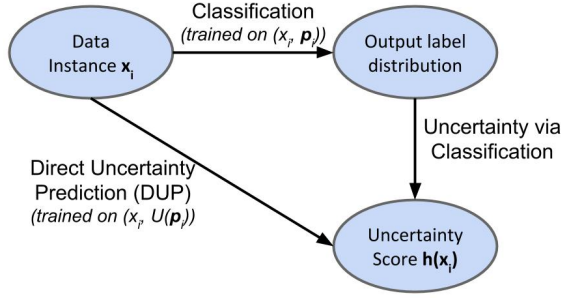 Classification
(trained on (xᵢ, pᵢ))
Data
Instance xᵢ
Output label
distribution
Uncertainty via
Classification
Direct Uncertainty
Prediction (DUP)
(trained on (xᵢ, U(pᵢ))
Uncertainty
Score h(xᵢ)